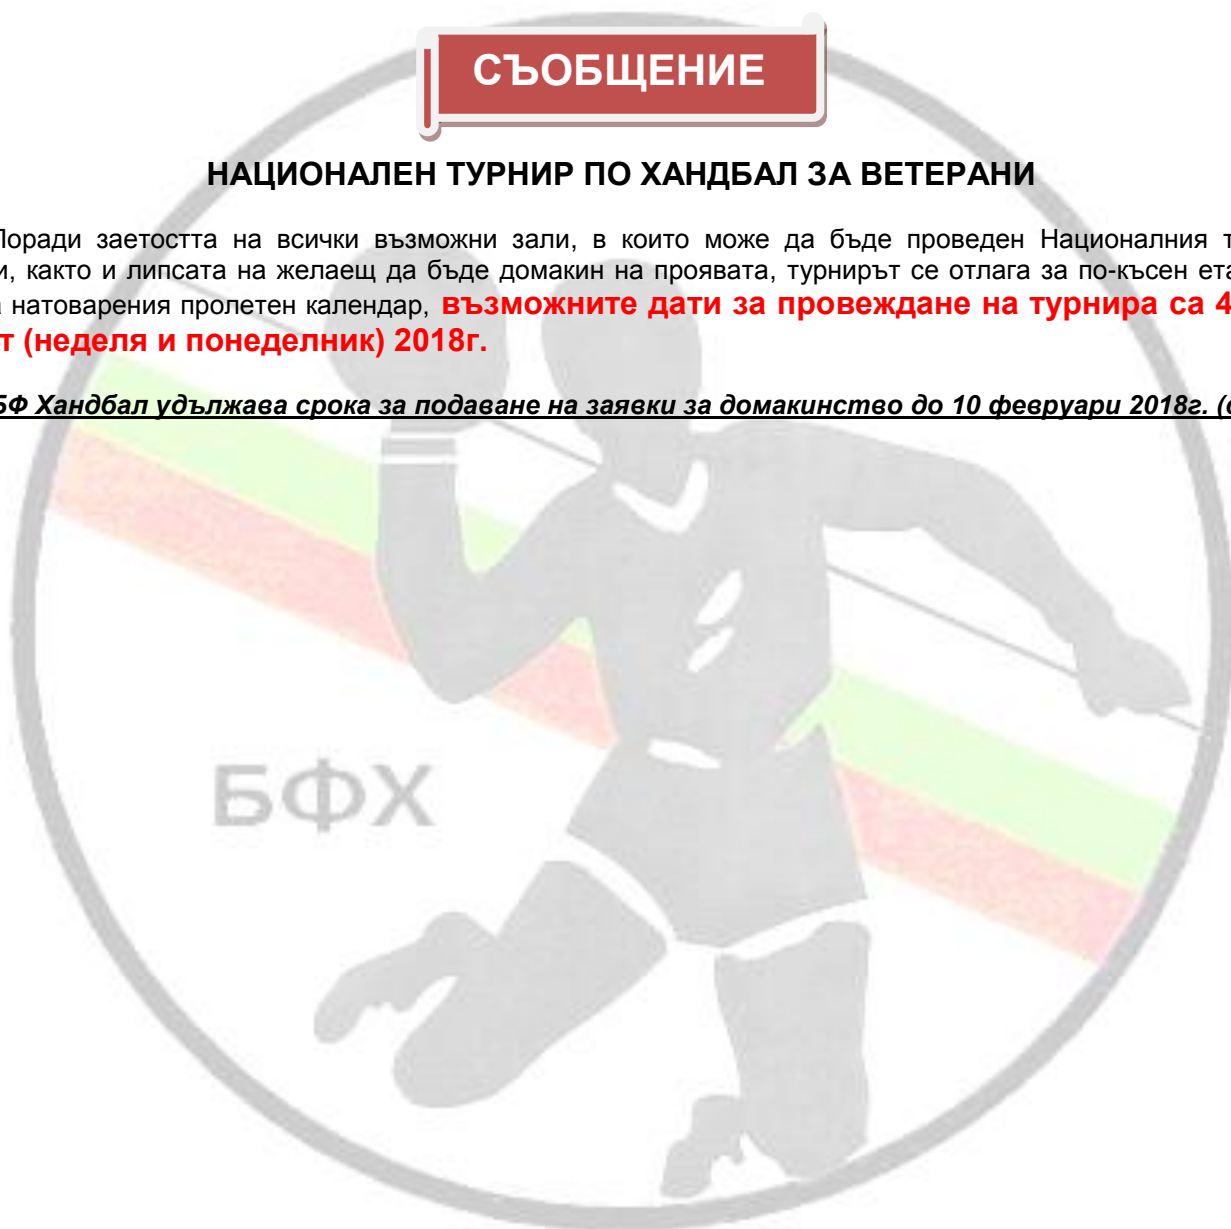 СЪОБЩЕНИЕ
НАЦИОНАЛЕН ТУРНИР ПО ХАНДБАЛ ЗА ВЕТЕРАНИ
Поради заетостта на всички възможни зали, в които може да бъде проведен Националния
както и липсата на желаещ да бъде домакин на проявата, турнирът се отлага за по-късен
натоварения пролетен календар, възможните дати за провеждане на турнира са 4
(неделя и понеделник) 2018г.
БФ Хандбал удължава срока за подаване на заявки за домакинство до 10 февруари 2018г.
БФХ